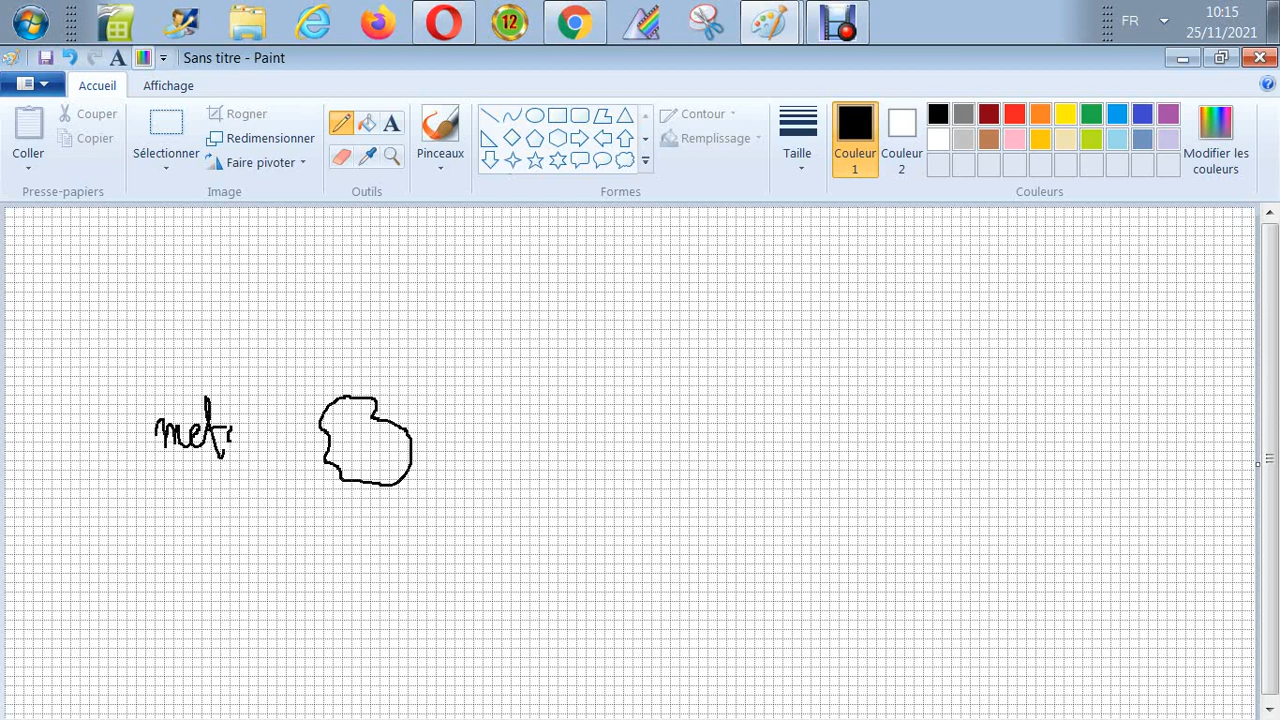 12
FR
10:15
25/11/2021
Sans titre - Paint
Accueil
Affichage
Coller
Couper
Copier
Presse-papiers
Sélectionner
Rogner
Redimensionner
Faire pivoter
Image
Outils
Pinceaux
Formes
Contour
Remplissage
Taille
Couleur 1
Couleur 2
Modifier les couleurs
Couleurs